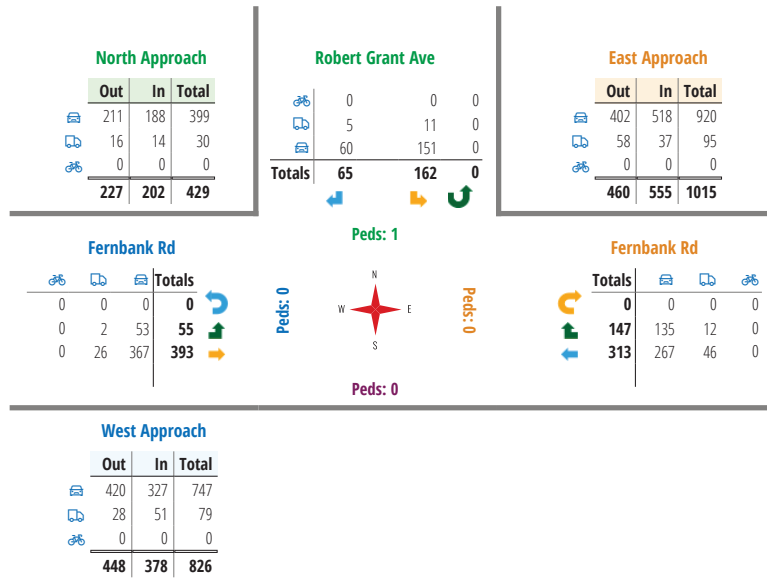 North Approach
Out In Total
211 188 399
16 14 30
0 0 0
227 202 429
Robert Grant Ave
0 0 0
5 11 0
60 151 0
Totals 65 162 0
East Approach
Out In Total
402 518 920
58 37 95
0 0 0
460 555 1015
Peds: 1
Fernbank Rd
Totals
0 0 0 0
0 2 53 55
0 26 367 393
Peds: 0
N
W E
S
Peds: 0
Fernbank Rd
Totals
0 0 0 0
147 135 12 0
313 267 46 0
Peds: 0
West Approach
Out In Total
420 327 747
28 51 79
0 0 0
448 378 826